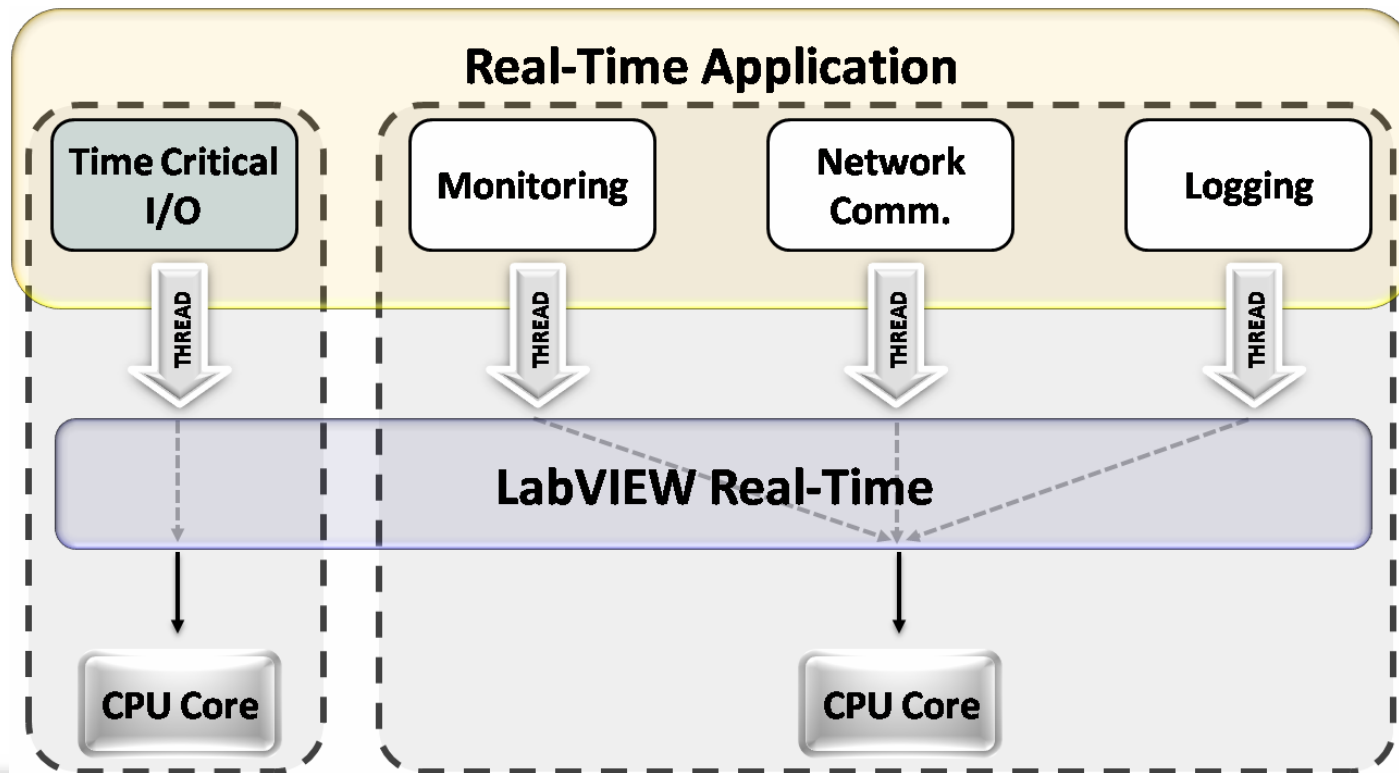 Real-Time Application
Time Critical
I/O
Monitoring
Network
Comm.
Logging
THREAD
THREAD
THREAD
THREAD
LabVIEW Real-Time
CPU Core
CPU Core